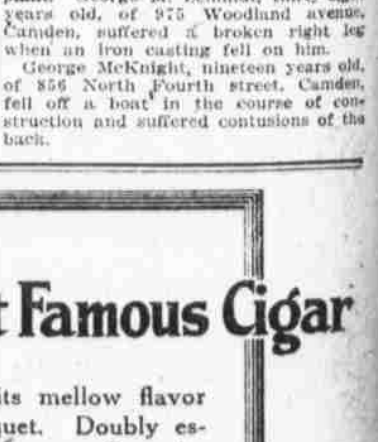 years old, of 975 Woodland avenue,
Camden, suffered a broken right leg
when an iron casting fell on him.
George McKnight, nineteen years old,
of 856 North Fourth street, Camden,
fell off a boat in the course of con-
struction and suffered contusions of the
back.
t Famous Cigar
its mellow flavor
quet. Doubly es-